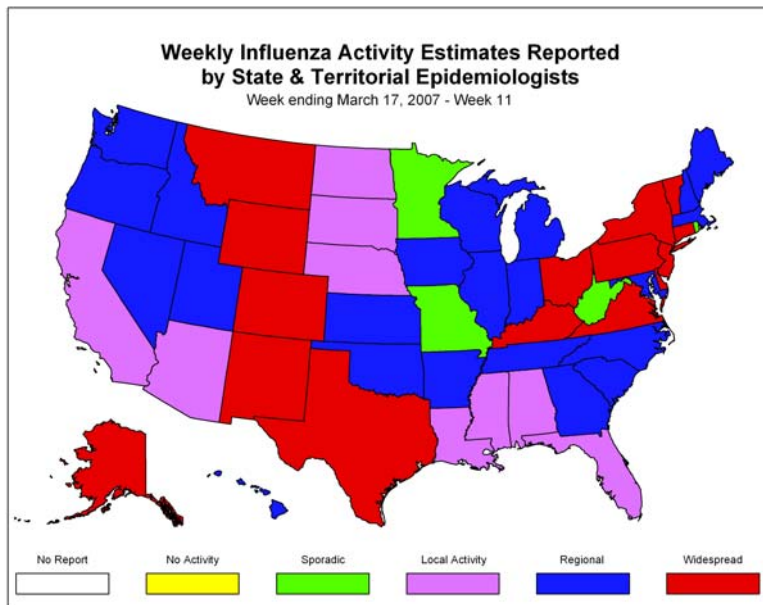 Weekly Influenza Activity Estimates Reported
by State & Territorial Epidemiologists
Week ending March 17, 2007 - Week 11
No Report
No Activity
Sporadic
Local Activity
Regional
Widespread